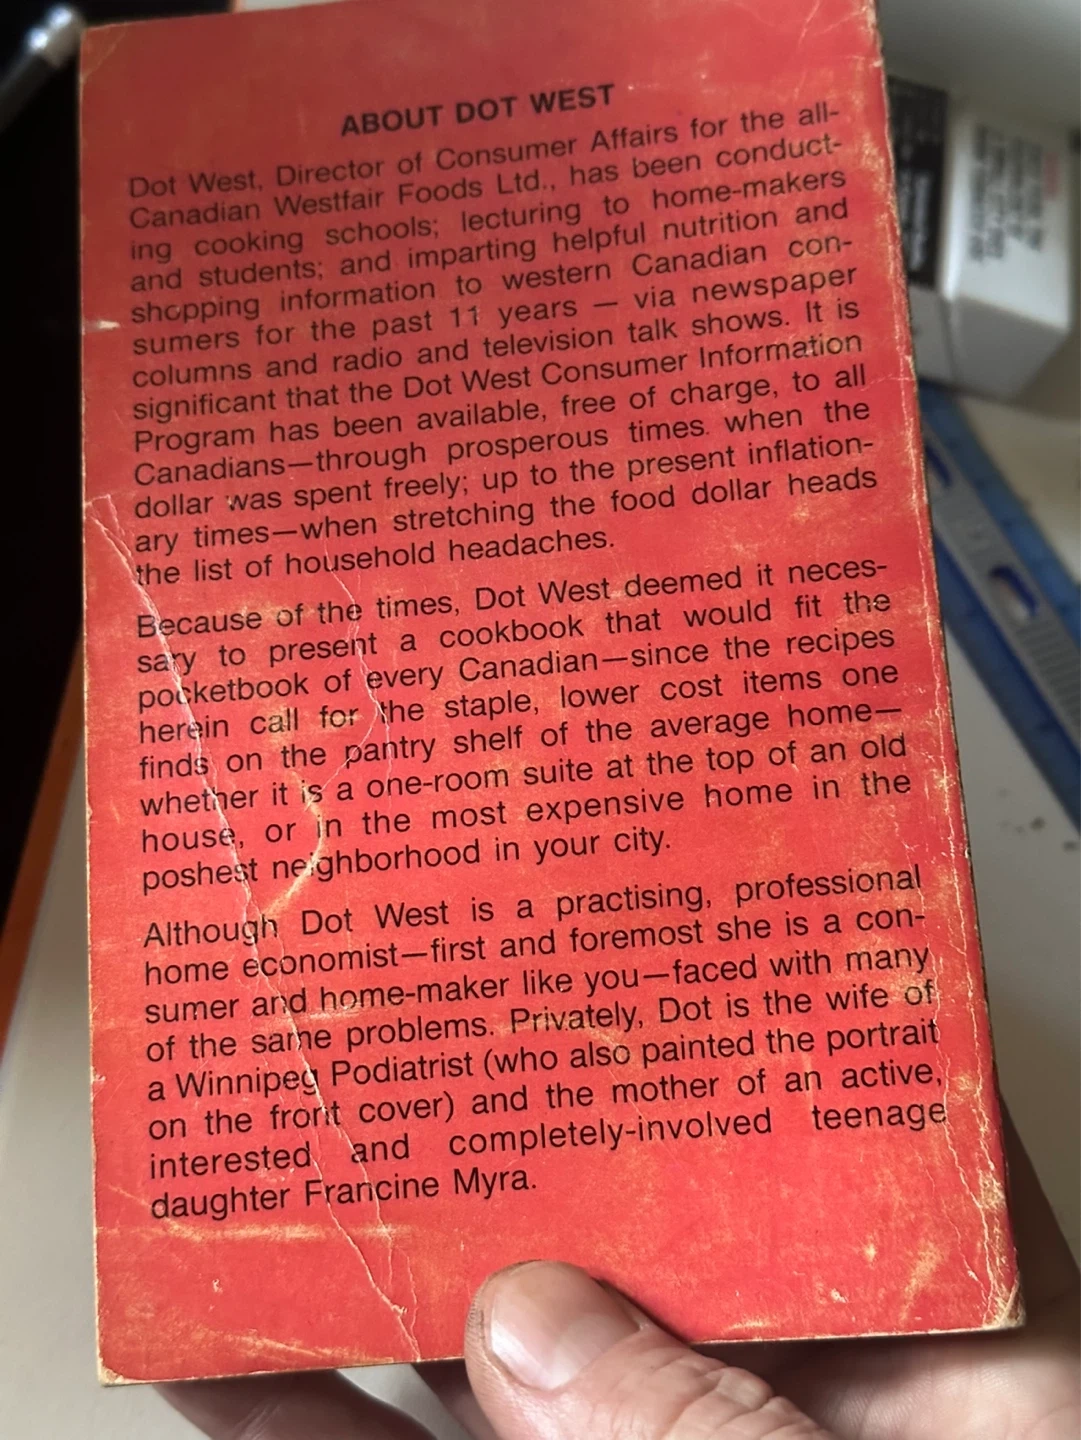 ABOUT DOT WEST
Dot West, Director of Consumer Affairs for the all-
Canadian Westfair Foods Ltd., has been conduct-
ing cooking schools; lecturing to home-makers
and students; and imparting helpful nutrition and
shopping information to western Canadian con-
sumers for the past 11 years — via newspaper
columns and radio and television talk shows. It is
significant that the Dot West Consumer Information
Program has been available, free of charge, to all
Canadians—through prosperous times. when the
dollar was spent freely; up to the present inflation-
ary times—when stretching the food dollar heads
the list of household headaches.
Because of the times, Dot West deemed it neces-
sary to present a cookbook that would fit the
pocketbook of every Canadian—since the recipes
herein call for the staple, lower cost items one
finds on the pantry shelf of the average home—
whether it is a one-room suite at the top of an old
house, or in the most expensive home in the
poshest neighborhood in your city.
Although Dot West is a practising, professional
home economist—first and foremost she is a con-
sumer and home-maker like you—faced with many
of the same problems. Privately, Dot is the wife of
a Winnipeg Podiatrist (who also painted the portrait
on the front cover) and the mother of an active,
interested and completely-involved teenage
daughter Francine Myra.